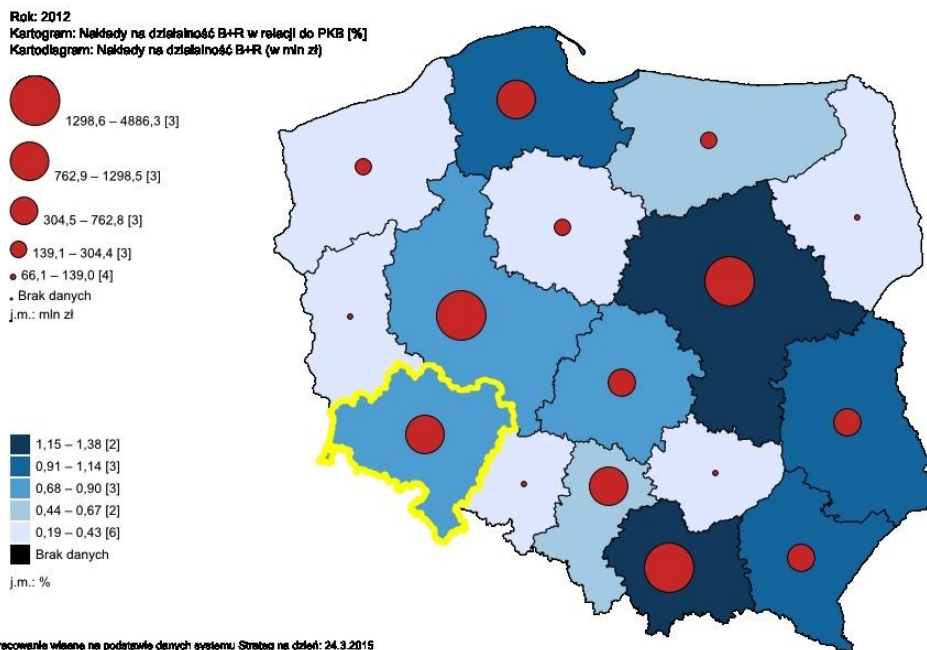 Rok: 2012
Kartogram: Nakłady na działalność B+R w relacji do PKB [%]
Kartodiagram: Nakłady na działalność B+R (w mln zł)
1298,6 – 4886,3 [3]
762,9 – 1298,5 [3]
304,5 – 762,8 [3]
139,1 – 304,4 [3]
66,1 – 139,0 [4]
Brak danych
j.m.: mln zł
1,15 – 1,38 [2]
0,91 – 1,14 [3]
0,68 – 0,90 [3]
0,44 – 0,67 [2]
0,19 – 0,43 [6]
Brak danych
j.m.: %
racowanie własne na podstawie danych systemu Strateg na dzień: 24.3.2015